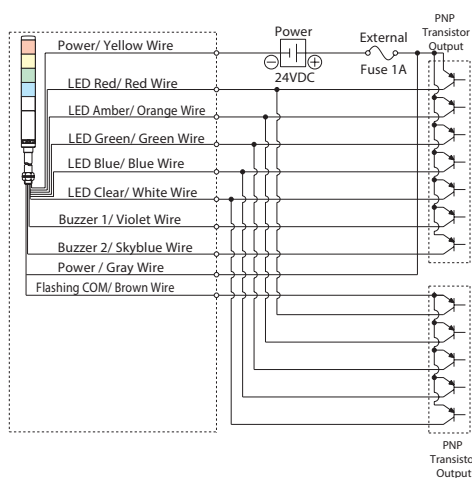 PNP
Transistor
Output
Power
External
Fuse 1A
24VDC
Power/ Yellow Wire
LED Red/ Red Wire
LED Amber/ Orange Wire
LED Green/ Green Wire
LED Blue/ Blue Wire
LED Clear/ White Wire
Buzzer 1/ Violet Wire
Buzzer 2/ Skyblue Wire
Power / Gray Wire
Flashing COM/ Brown Wire
PNP
Transisto
Output